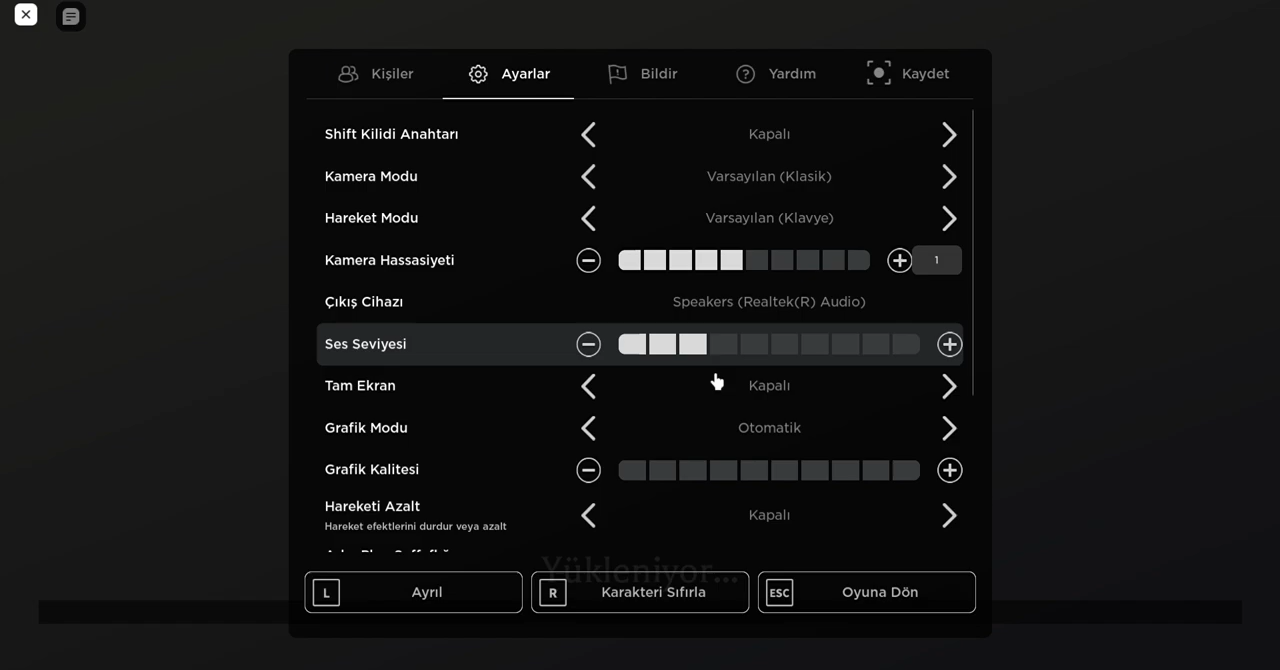 Kişiler Ayarlar Bildir Yardım Kaydet
Shift Kilidi Anahtarı Kapalı
Kamera Modu Varsayılan (Klasik)
Hareket Modu Varsayılan (Klavye)
Kamera Hassasiyeti 1
Çıkış Cihazı Speakers (Realtek(R) Audio)
Ses Seviyesi
Tam Ekran Kapalı
Grafik Modu Otomatik
Grafik Kalitesi
Hareketi Azalt Kapalı
Hareket efektlerini durdur veya azalt
Yükleniyor...
L Ayrıl R Karakteri Sıfırla ESC Oyuna Dön